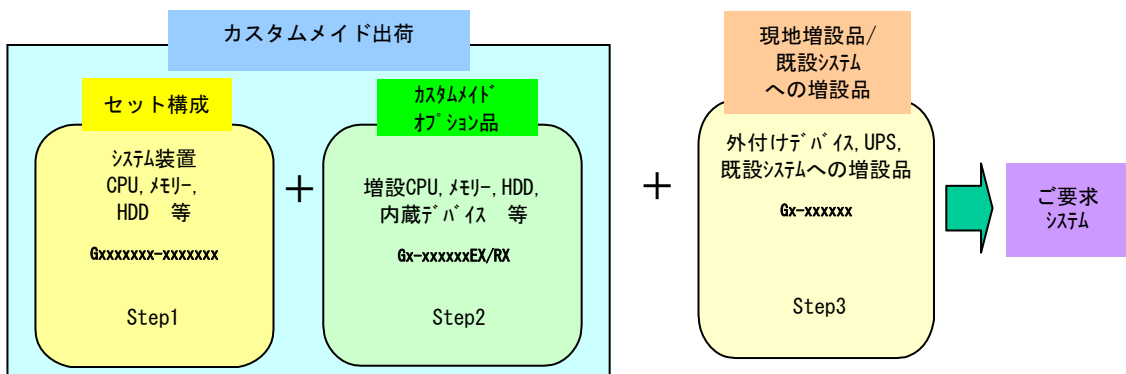 カスタムメイド出荷
セット構成
システム装置
CPU, メモリー,
HDD 等
Gxxxxxxx-xxxxxxx
Step1
+
カスタムメイド
オプション品
増設CPU, メモリー, HDD,
内蔵デバイス 等
Gx-xxxxxxEX/RX
Step2
+
現地増設品/
既設システム
への増設品
外付けデバイス, UPS,
既設システムへの増設品
Gx-xxxxxx
Step3
ご要求
システム